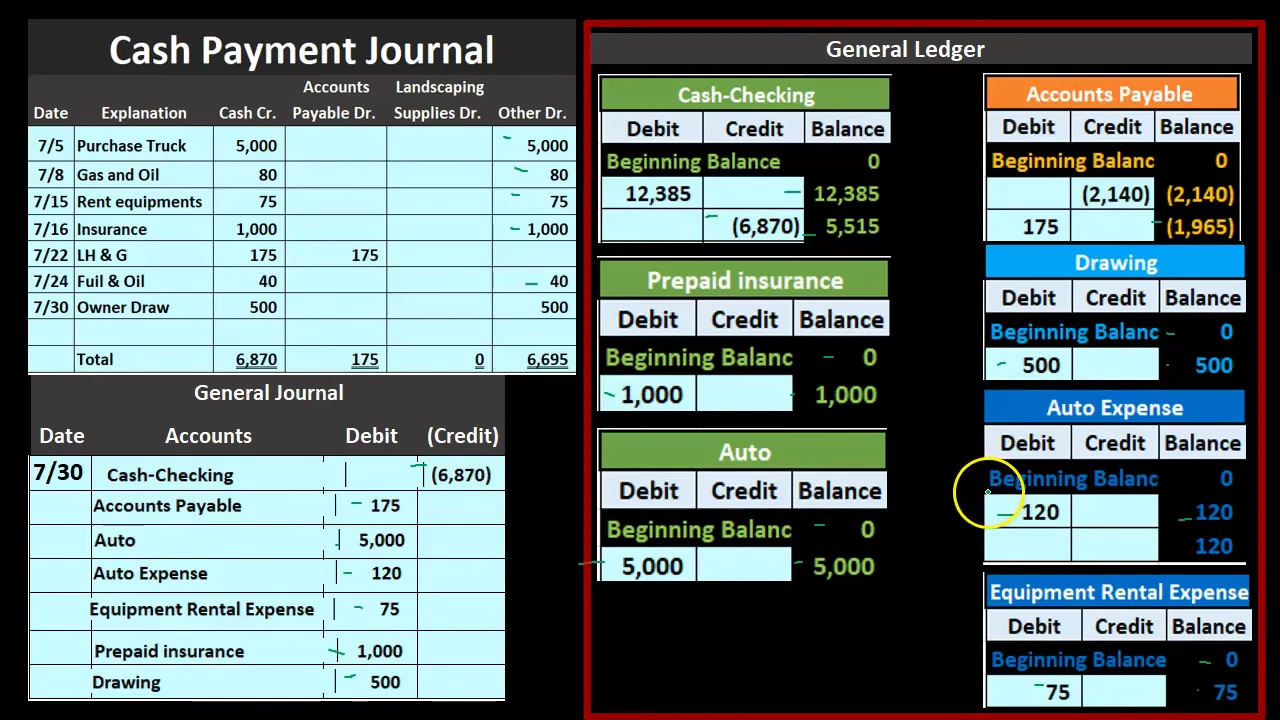 Cash Payment Journal
Accounts Landscaping
Date Explanation Cash Cr. Payable Dr. Supplies Dr. Other Dr.
7/5 Purchase Truck 5,000 5,000
7/8 Gas and Oil 80 80
7/15 Rent equipments 75 75
7/16 Insurance 1,000 1,000
7/22 LH & G 175 175
7/24 Fuil & Oil 40 40
7/30 Owner Draw 500 500
Total 6,870 175 0 6,695
General Journal
Date Accounts Debit (Credit)
7/30 Cash-Checking (6,870)
Accounts Payable 175
Auto 5,000
Auto Expense 120
Equipment Rental Expense 75
Prepaid insurance 1,000
Drawing 500
General Ledger
Cash-Checking
Debit Credit Balance
Beginning Balance 0
12,385 12,385
(6,870) 5,515
Prepaid insurance
Debit Credit Balance
Beginning Balanc 0
1,000 1,000
Auto
Debit Credit Balance
Beginning Balanc 0
5,000 5,000
Accounts Payable
Debit Credit Balance
Beginning Balanc 0
(2,140) (2,140)
175 (1,965)
Drawing
Debit Credit Balance
Beginning Balanc 0
500 500
Auto Expense
Debit Credit Balance
Beginning Balanc 0
120 120
120
Equipment Rental Expense
Debit Credit Balance
Beginning Balance 0
75 75